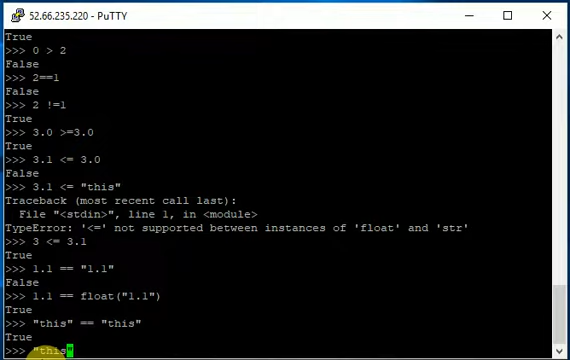 52.66.235.220 - PuTTY
True
>>> 0 > 2
False
>>> 2==1
False
>>> 2 !=1
True
>>> 3.0 >=3.0
True
>>> 3.1 <= 3.0
False
>>> 3.1 <= "this"
Traceback (most recent call last):
  File "<stdin>", line 1, in <module>
TypeError: '<=' not supported between instances of 'float' and 'str'
>>> 3 <= 3.1
True
>>> 1.1 == "1.1"
False
>>> 1.1 == float("1.1")
True
>>> "this" == "this"
True
>>> "this"